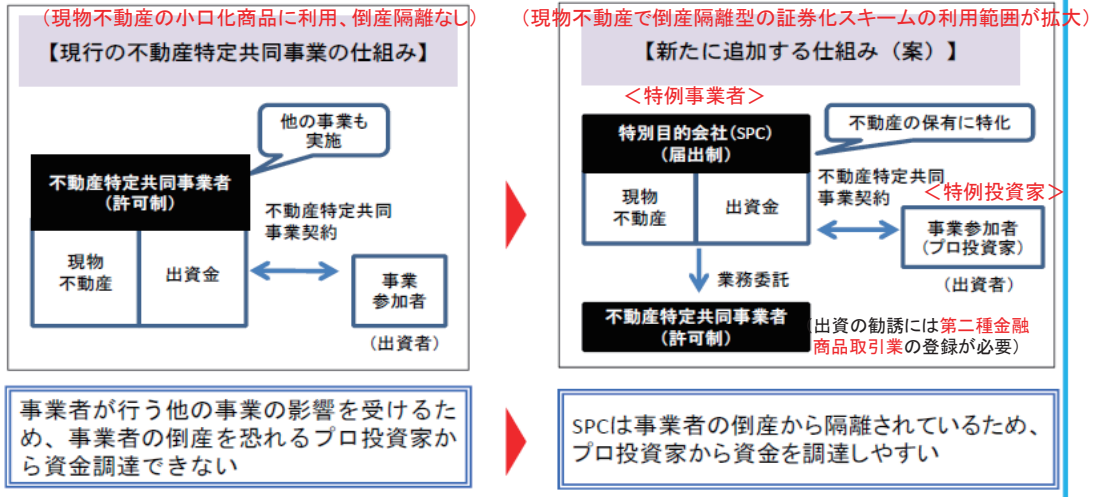 (現物不動産の小口化商品に利用、倒産隔離なし)
【現行の不動産特定共同事業の仕組み】
他の事業も
実施
不動産特定共同事業者
(許可制)
現物
不動産
出資金
不動産特定共同
事業契約
事業
参加者
(出資者)
事業者が行う他の事業の影響を受けるた
め、事業者の倒産を恐れるプロ投資家か
ら資金調達できない
(現物不動産で倒産隔離型の証券化スキームの利用範囲が拡大)
【新たに追加する仕組み(案)】
<特例事業者>
特別目的会社(SPC)
(届出制)
不動産の保有に特化
現物
不動産
出資金
不動産特定共同
事業契約
<特例投資家>
事業参加者
(プロ投資家)
(出資者)
業務委託
不動産特定共同事業者
(許可制)
(出資の勧誘には第二種金融
商品取引業の登録が必要)
SPCは事業者の倒産から隔離されているため、
プロ投資家から資金を調達しやすい